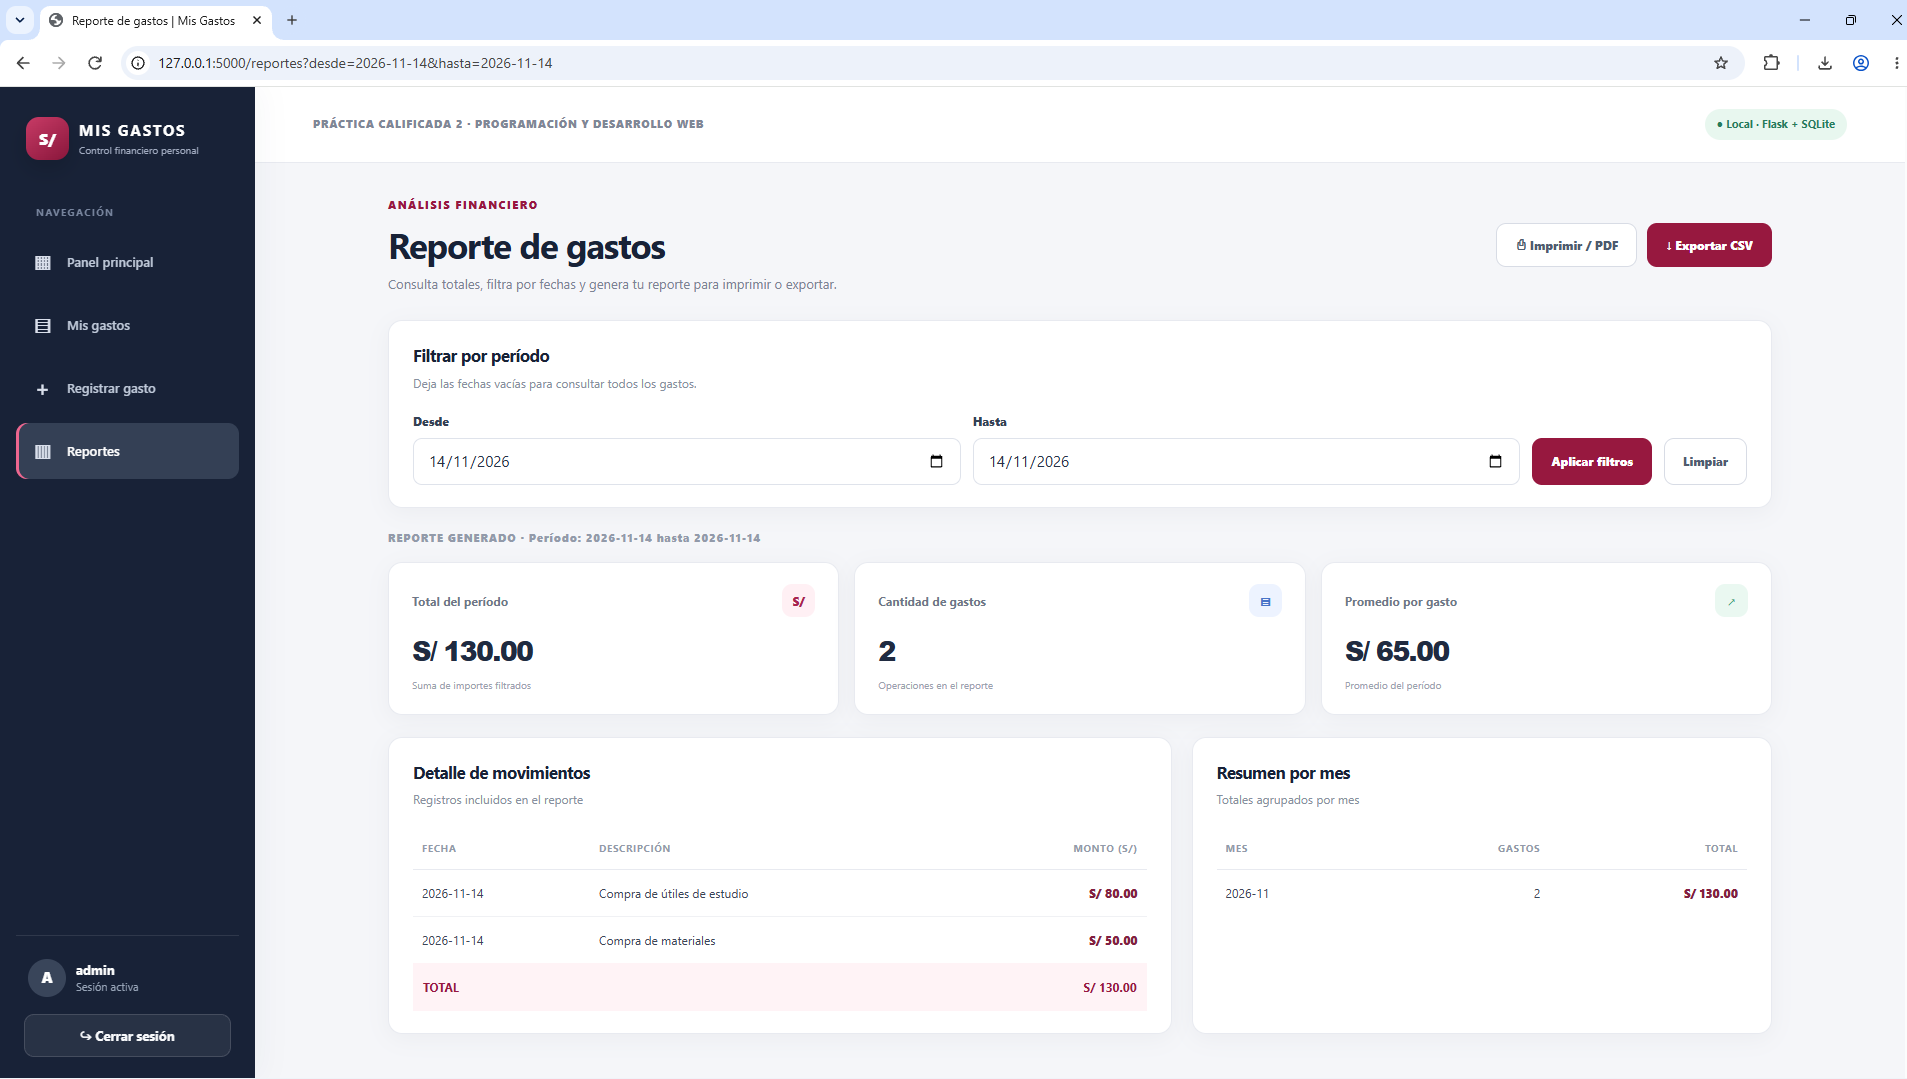 Reporte de gastos | Mis Gastos
127.0.0.1:5000/reportes?desde=2026-11-14&hasta=2026-11-14
S/
MIS GASTOS
Control financiero personal
NAVEGACIÓN
Panel principal
Mis gastos
+ Registrar gasto
Reportes
A
admin
Sesión activa
↪ Cerrar sesión
PRÁCTICA CALIFICADA 2 · PROGRAMACIÓN Y DESARROLLO WEB
• Local · Flask + SQLite
ANÁLISIS FINANCIERO
Reporte de gastos
Consulta totales, filtra por fechas y genera tu reporte para imprimir o exportar.
⎙ Imprimir / PDF
↓ Exportar CSV
Filtrar por período
Deja las fechas vacías para consultar todos los gastos.
Desde
14/11/2026
Hasta
14/11/2026
Aplicar filtros
Limpiar
REPORTE GENERADO · Período: 2026-11-14 hasta 2026-11-14
Total del período
S/
S/ 130.00
Suma de importes filtrados
Cantidad de gastos
2
Operaciones en el reporte
Promedio por gasto
↗
S/ 65.00
Promedio del período
Detalle de movimientos
Registros incluidos en el reporte
FECHA DESCRIPCIÓN MONTO (S/)
2026-11-14 Compra de útiles de estudio S/ 80.00
2026-11-14 Compra de materiales S/ 50.00
TOTAL S/ 130.00
Resumen por mes
Totales agrupados por mes
MES GASTOS TOTAL
2026-11 2 S/ 130.00